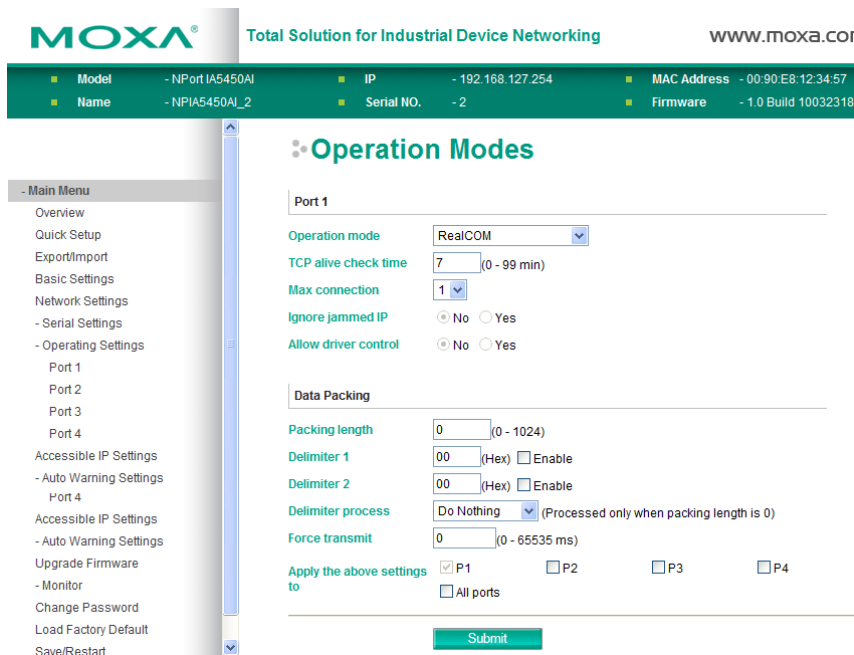 MOXA®
Total Solution for Industrial Device Networking
www.moxa.com
Model - NPort IA5450AI IP - 192.168.127.254 MAC Address - 00:90:E8:12:34:57
Name - NPIA5450AI_2 Serial NO. - 2 Firmware - 1.0 Build 10032318
- Main Menu
Overview
Quick Setup
Export/Import
Basic Settings
Network Settings
- Serial Settings
- Operating Settings
Port 1
Port 2
Port 3
Port 4
Accessible IP Settings
- Auto Warning Settings
Port 4
Accessible IP Settings
- Auto Warning Settings
Upgrade Firmware
- Monitor
Change Password
Load Factory Default
Save/Restart
Operation Modes
Port 1
Operation mode RealCOM
TCP alive check time 7 (0 - 99 min)
Max connection 1
Ignore jammed IP No Yes
Allow driver control No Yes
Data Packing
Packing length 0 (0 - 1024)
Delimiter 1 00 (Hex) Enable
Delimiter 2 00 (Hex) Enable
Delimiter process Do Nothing (Processed only when packing length is 0)
Force transmit 0 (0 - 65535 ms)
Apply the above settings to P1 P2 P3 P4
All ports
Submit